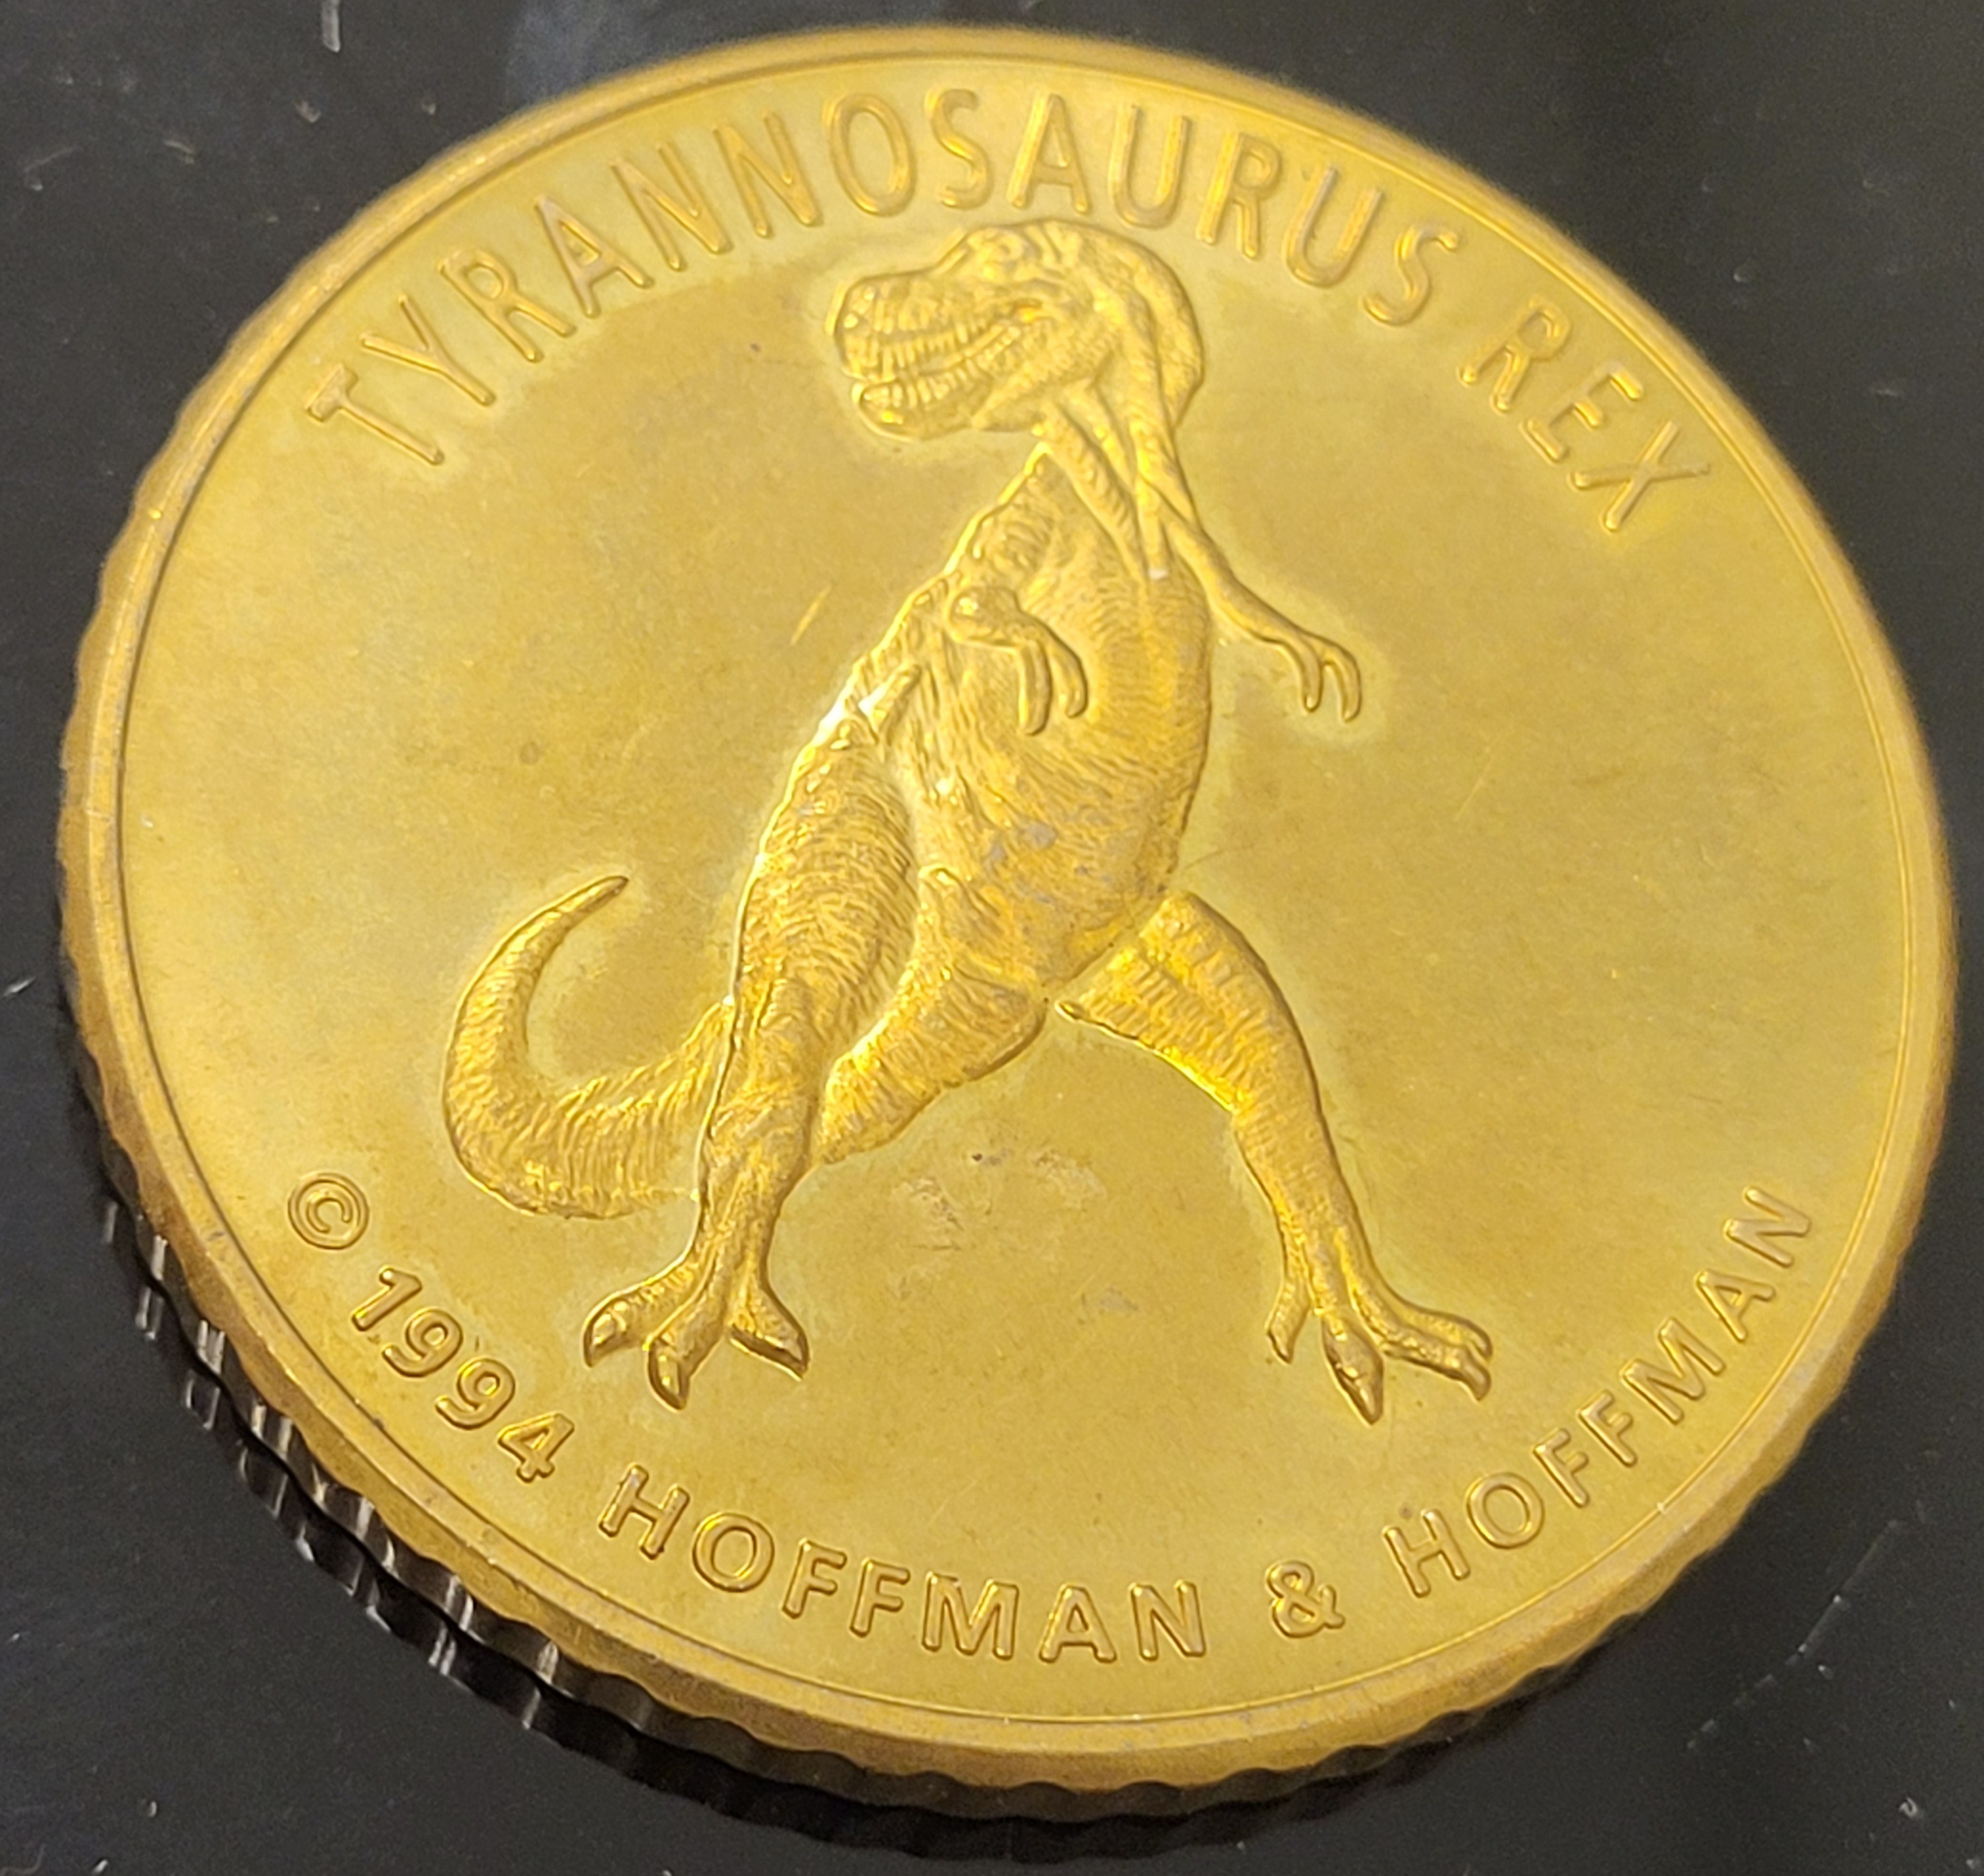 TYRANNOSAURUS REX
© 1994 HOFFMAN & HOFFMAN